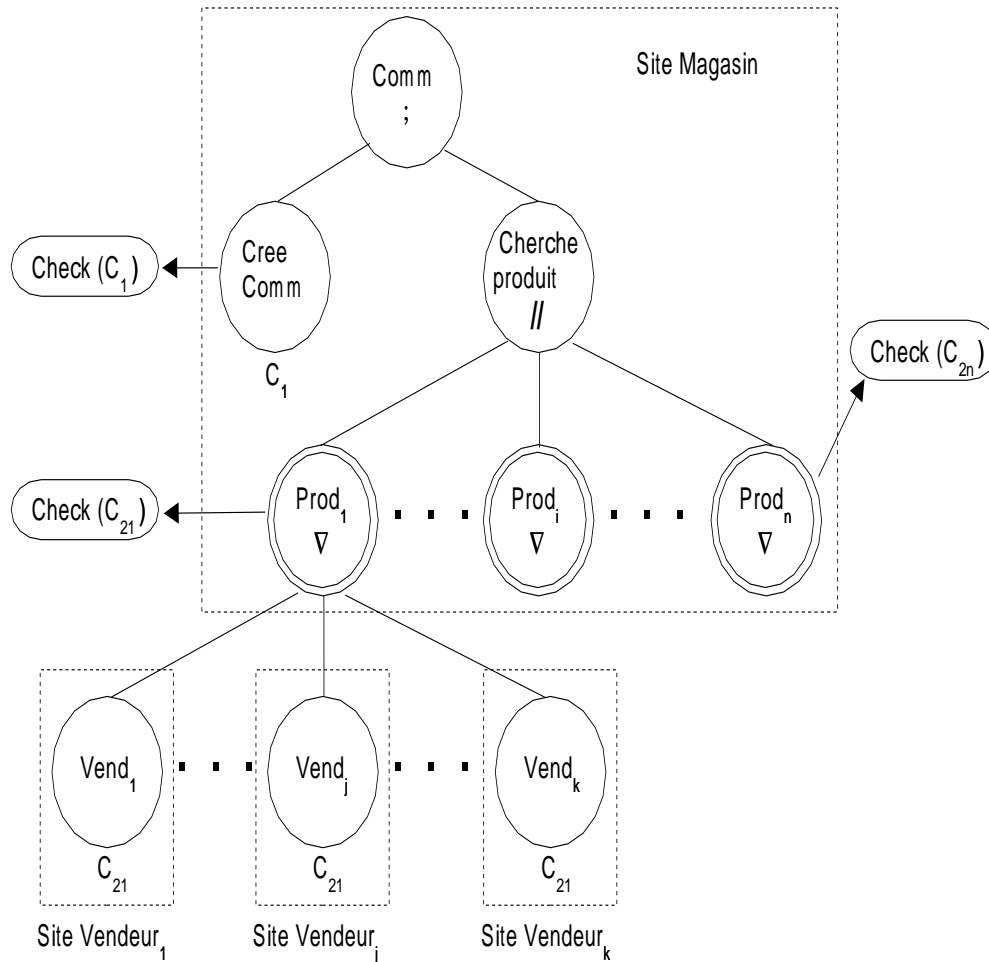 Site Magasin
Comm
;
Cree
Comm
C1
Check (C1)
Cherche
produit
//
Check (C2n)
Check (C21)
Prod1
∇
. . .
Prodi
∇
. . .
Prodn
∇
Vend1
. . .
Vendj
. . .
Vendk
C21
C21
C21
Site Vendeur1
Site Vendeurj
Site Vendeurk